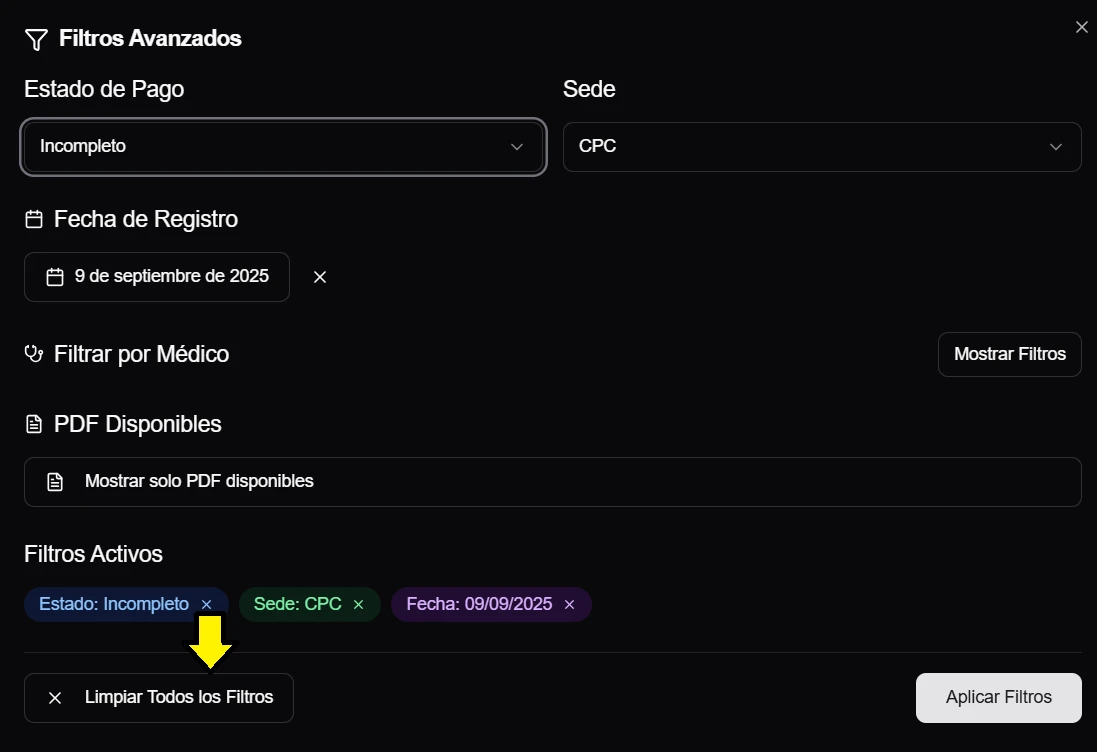 Filtros Avanzados
Estado de Pago
Sede
Incompleto
CPC
Fecha de Registro
9 de septiembre de 2025
Filtrar por Médico
Mostrar Filtros
PDF Disponibles
Mostrar solo PDF disponibles
Filtros Activos
Estado: Incompleto ×
Sede: CPC ×
Fecha: 09/09/2025 ×
Limpiar Todos los Filtros
Aplicar Filtros